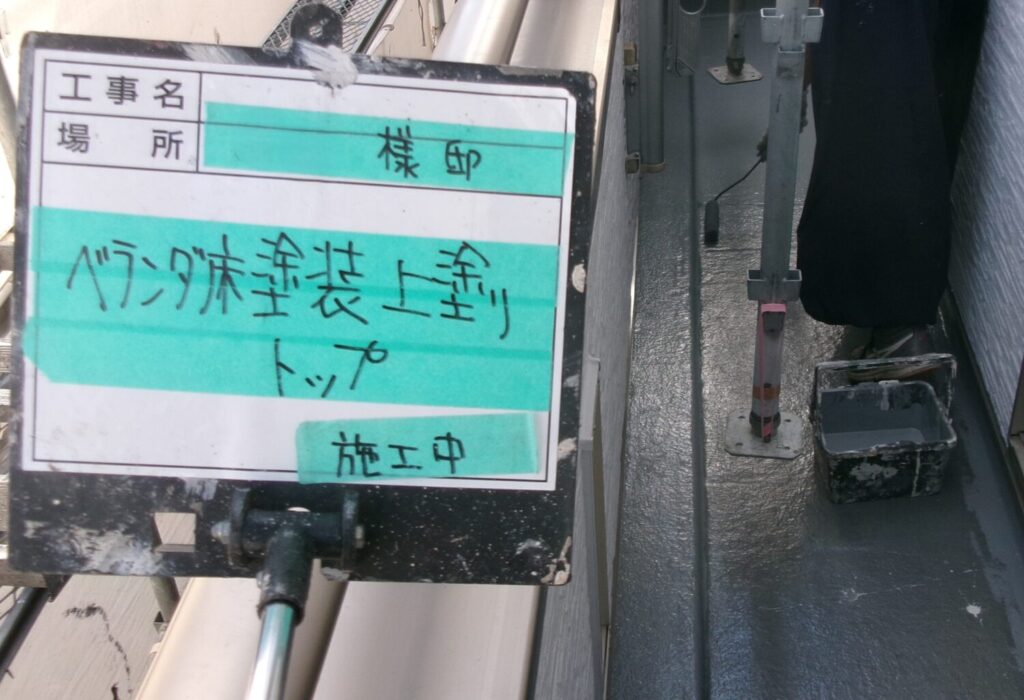 工事名
場所
様邸
ベランダ床塗装上塗り
トップ
施工中